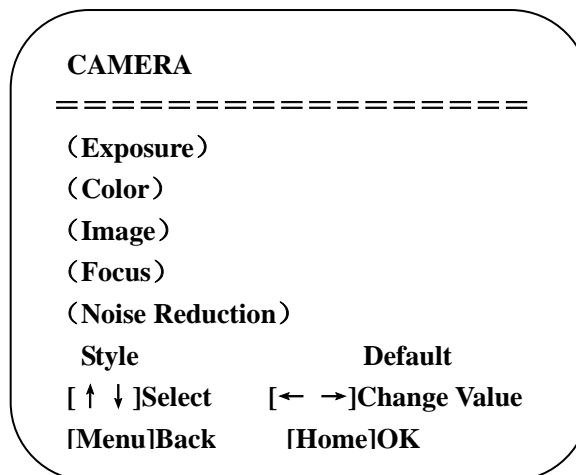 CAMERA
=================
（Exposure）
（Color）
（Image）
（Focus）
（Noise Reduction）
Style Default
[↑ ↓]Select [← →]Change Value
[Menu]Back [Home]OK